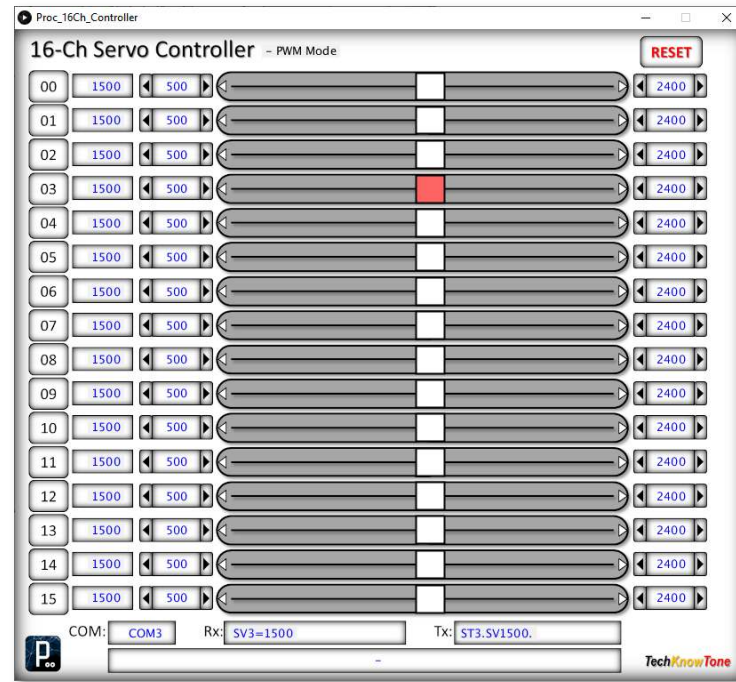 Proc_16Ch_Controller
16-Ch Servo Controller - PWM Mode RESET
00 1500 500 2400
01 1500 500 2400
02 1500 500 2400
03 1500 500 2400
04 1500 500 2400
05 1500 500 2400
06 1500 500 2400
07 1500 500 2400
08 1500 500 2400
09 1500 500 2400
10 1500 500 2400
11 1500 500 2400
12 1500 500 2400
13 1500 500 2400
14 1500 500 2400
15 1500 500 2400
COM: COM3 Rx: SV3=1500 Tx: ST3.SV1500.
P. - TechKnowTone